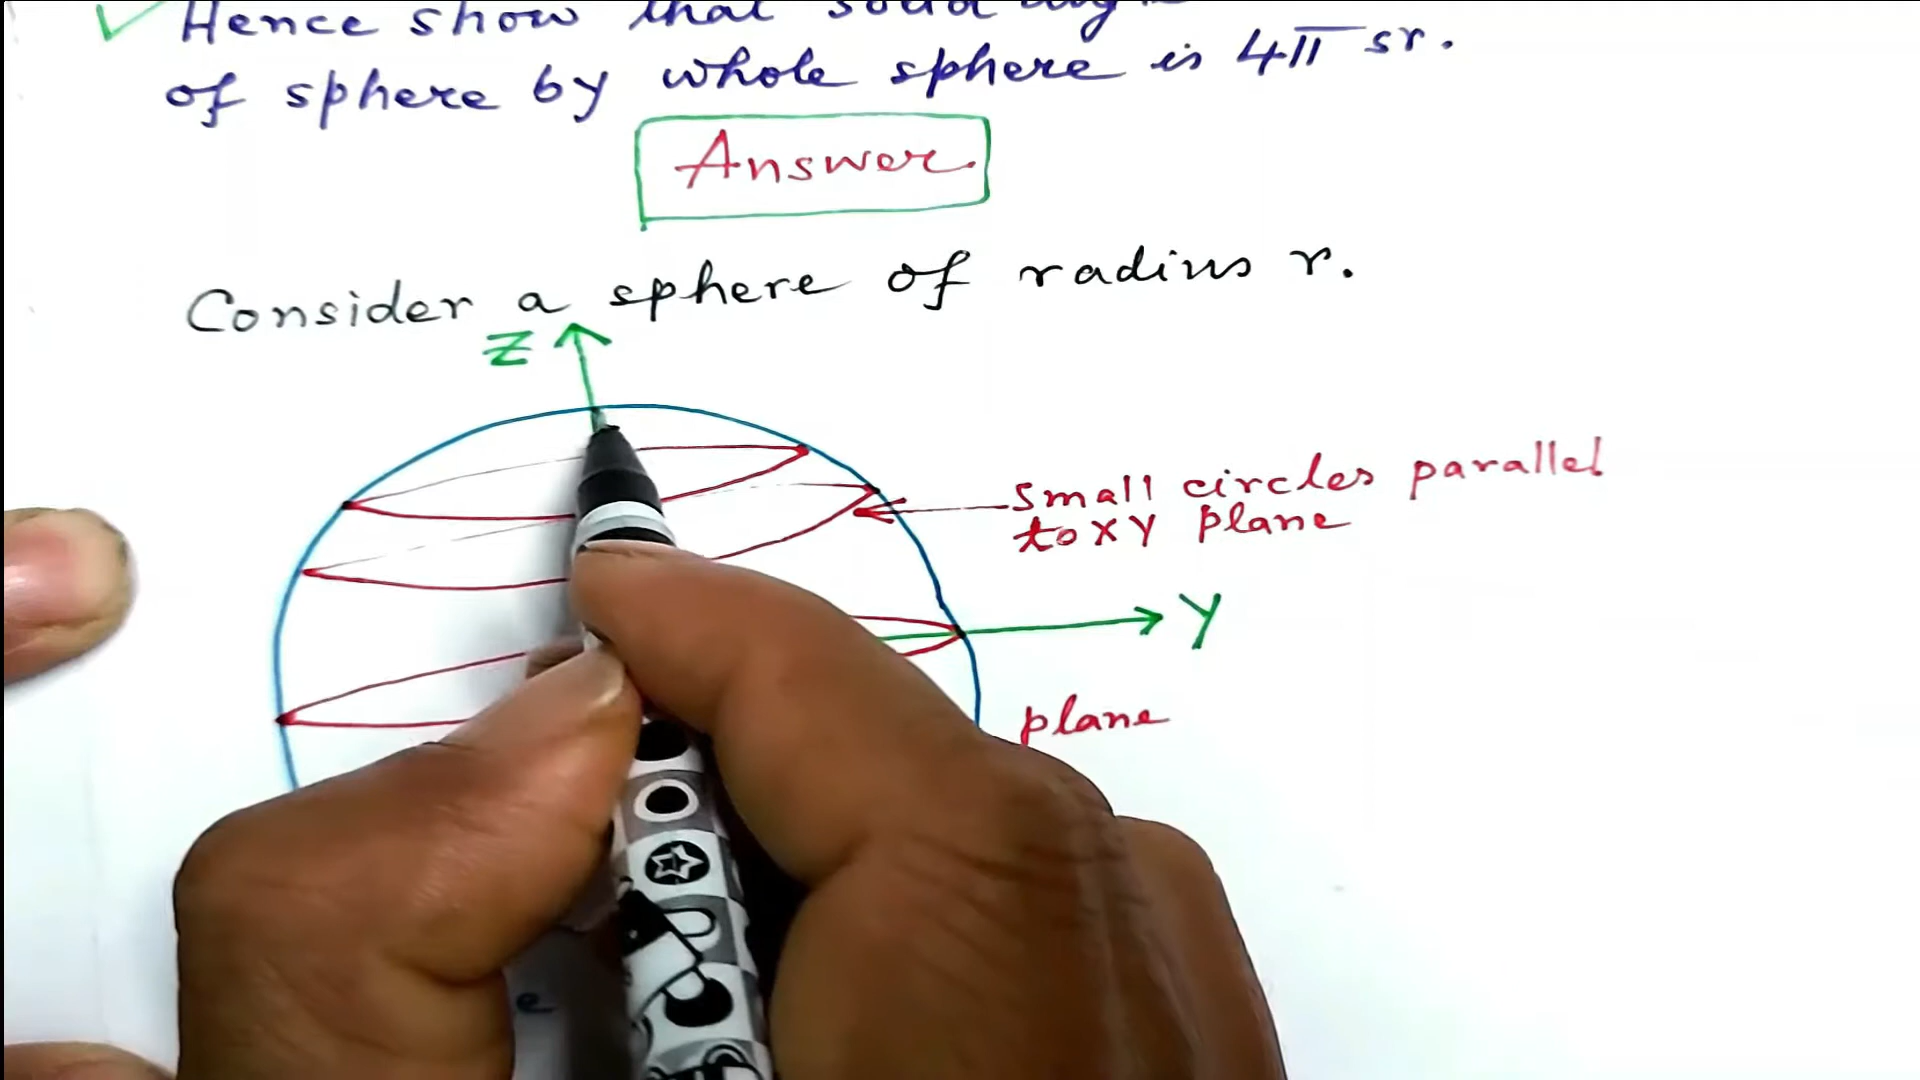 Hence show that solid
of sphere by whole sphere is 4π sr.
Answer
Consider a sphere of radius r.
Z
small circles parallel
to XY plane
Y
plane
e